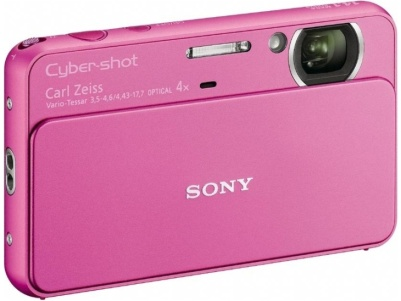 Cyber-shot
Carl Zeiss
Vario-Tessar 3,5-4,6/4,43-17,7 OPTICAL 4x
SONY